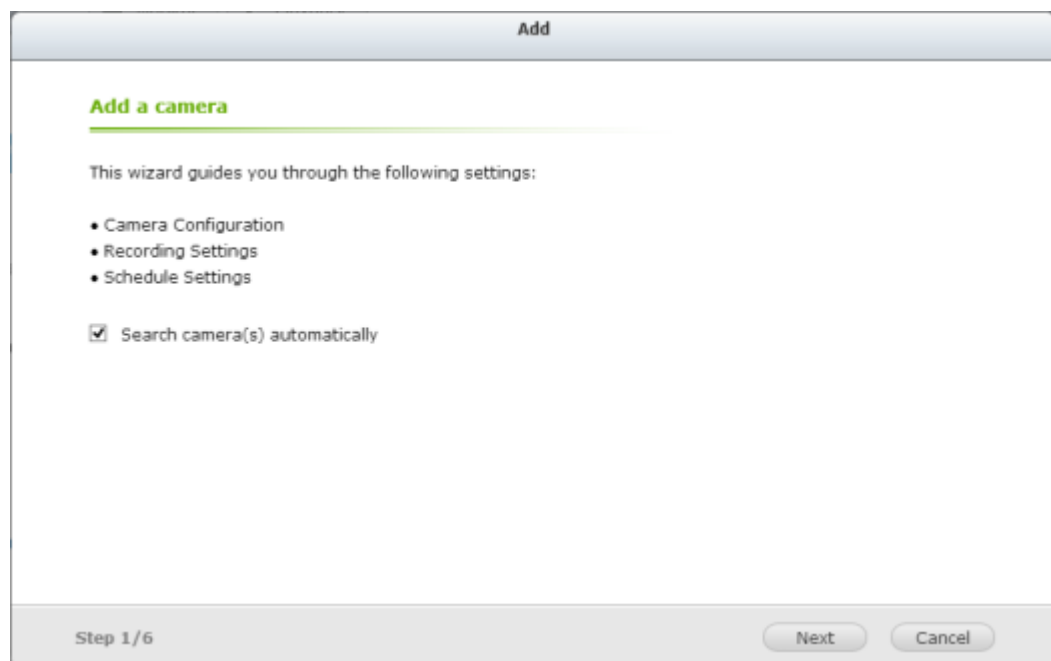 Add
Add a camera
This wizard guides you through the following settings:
• Camera Configuration
• Recording Settings
• Schedule Settings
Search camera(s) automatically
Step 1/6
Next
Cancel